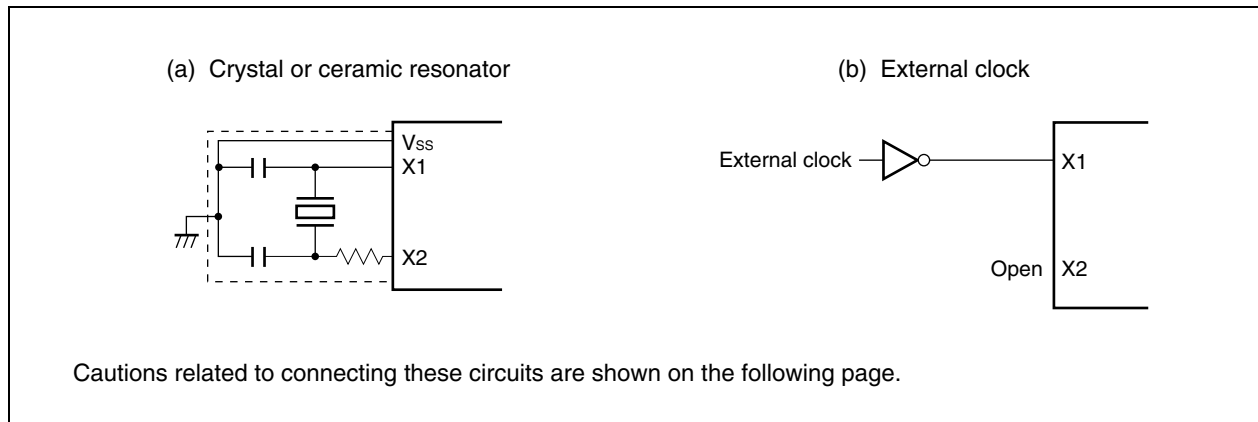 (a) Crystal or ceramic resonator
VSS
X1
X2
(b) External clock
External clock
X1
Open
X2
Cautions related to connecting these circuits are shown on the following page.